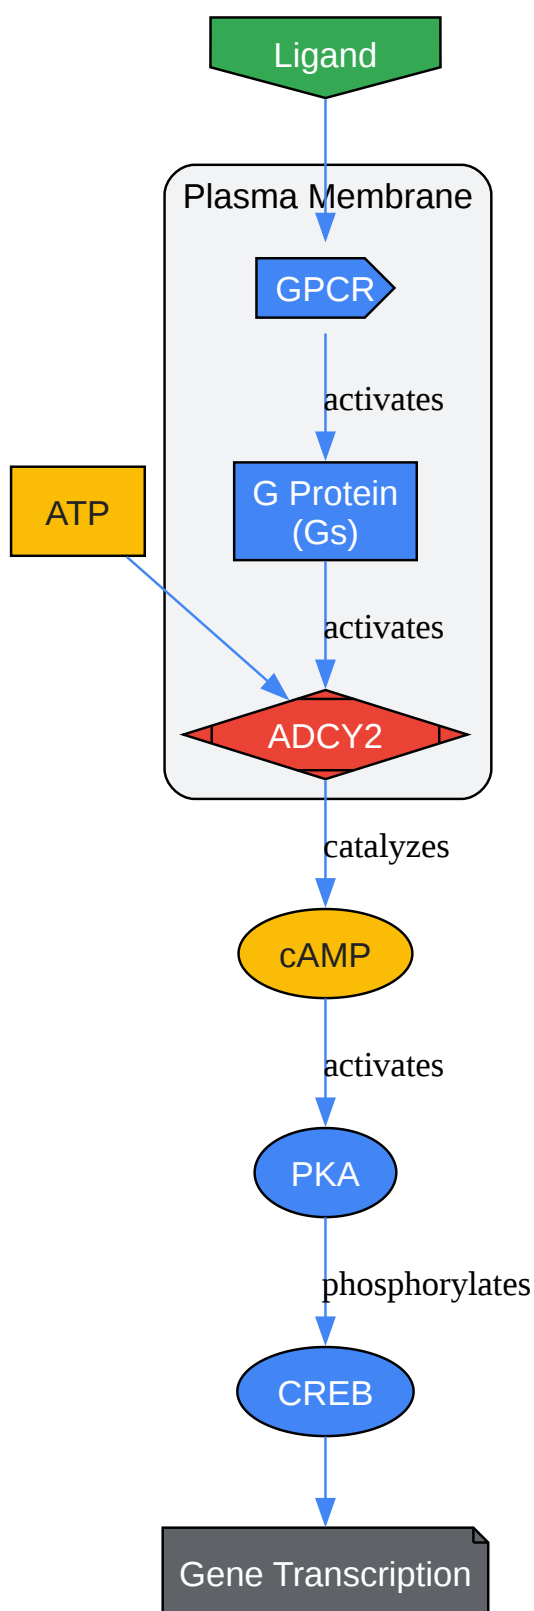 Ligand
Plasma Membrane
GPCR
activates
ATP
G Protein
(Gs)
activates
ADCY2
catalyzes
cAMP
activates
PKA
phosphorylates
CREB
Gene Transcription